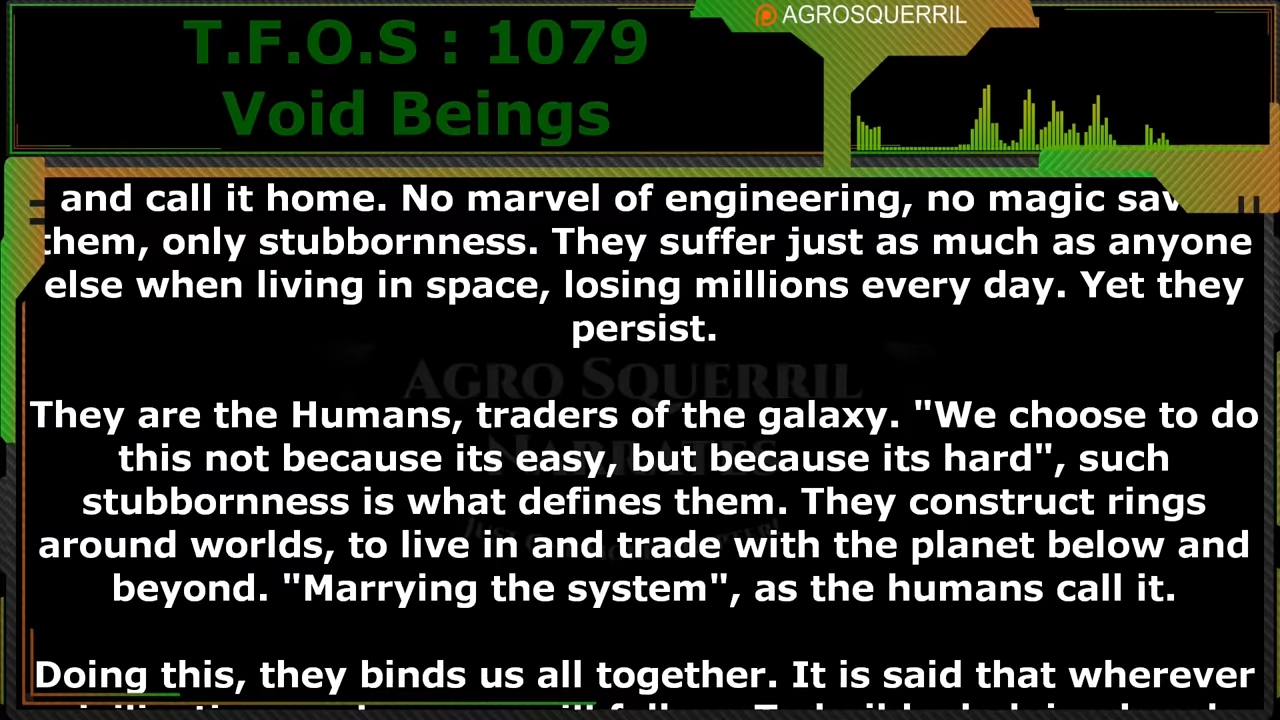 T.F.O.S : 1079
Void Beings
AGROSQUERRIL
and call it home. No marvel of engineering, no magic
them, only stubbornness. They suffer just as much as anyone
else when living in space, losing millions every day. Yet they
persist.
AGRO SQUERRIL
NARRATES
They are the Humans, traders of the galaxy. "We choose to do
this not because its easy, but because its hard", such
stubbornness is what defines them. They construct rings
around worlds, to live in and trade with the planet below and
beyond. "Marrying the system", as the humans call it.
Doing this, they binds us all together. It is said that wherever